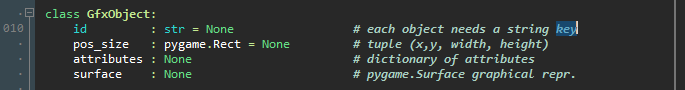 class GfxObject:
010 id : str = None # each object needs a string key
pos_size : pygame.Rect = None # tuple (x,y, width, height)
attributes : None # dictionary of attributes
surface : None # pygame.Surface graphical repr.